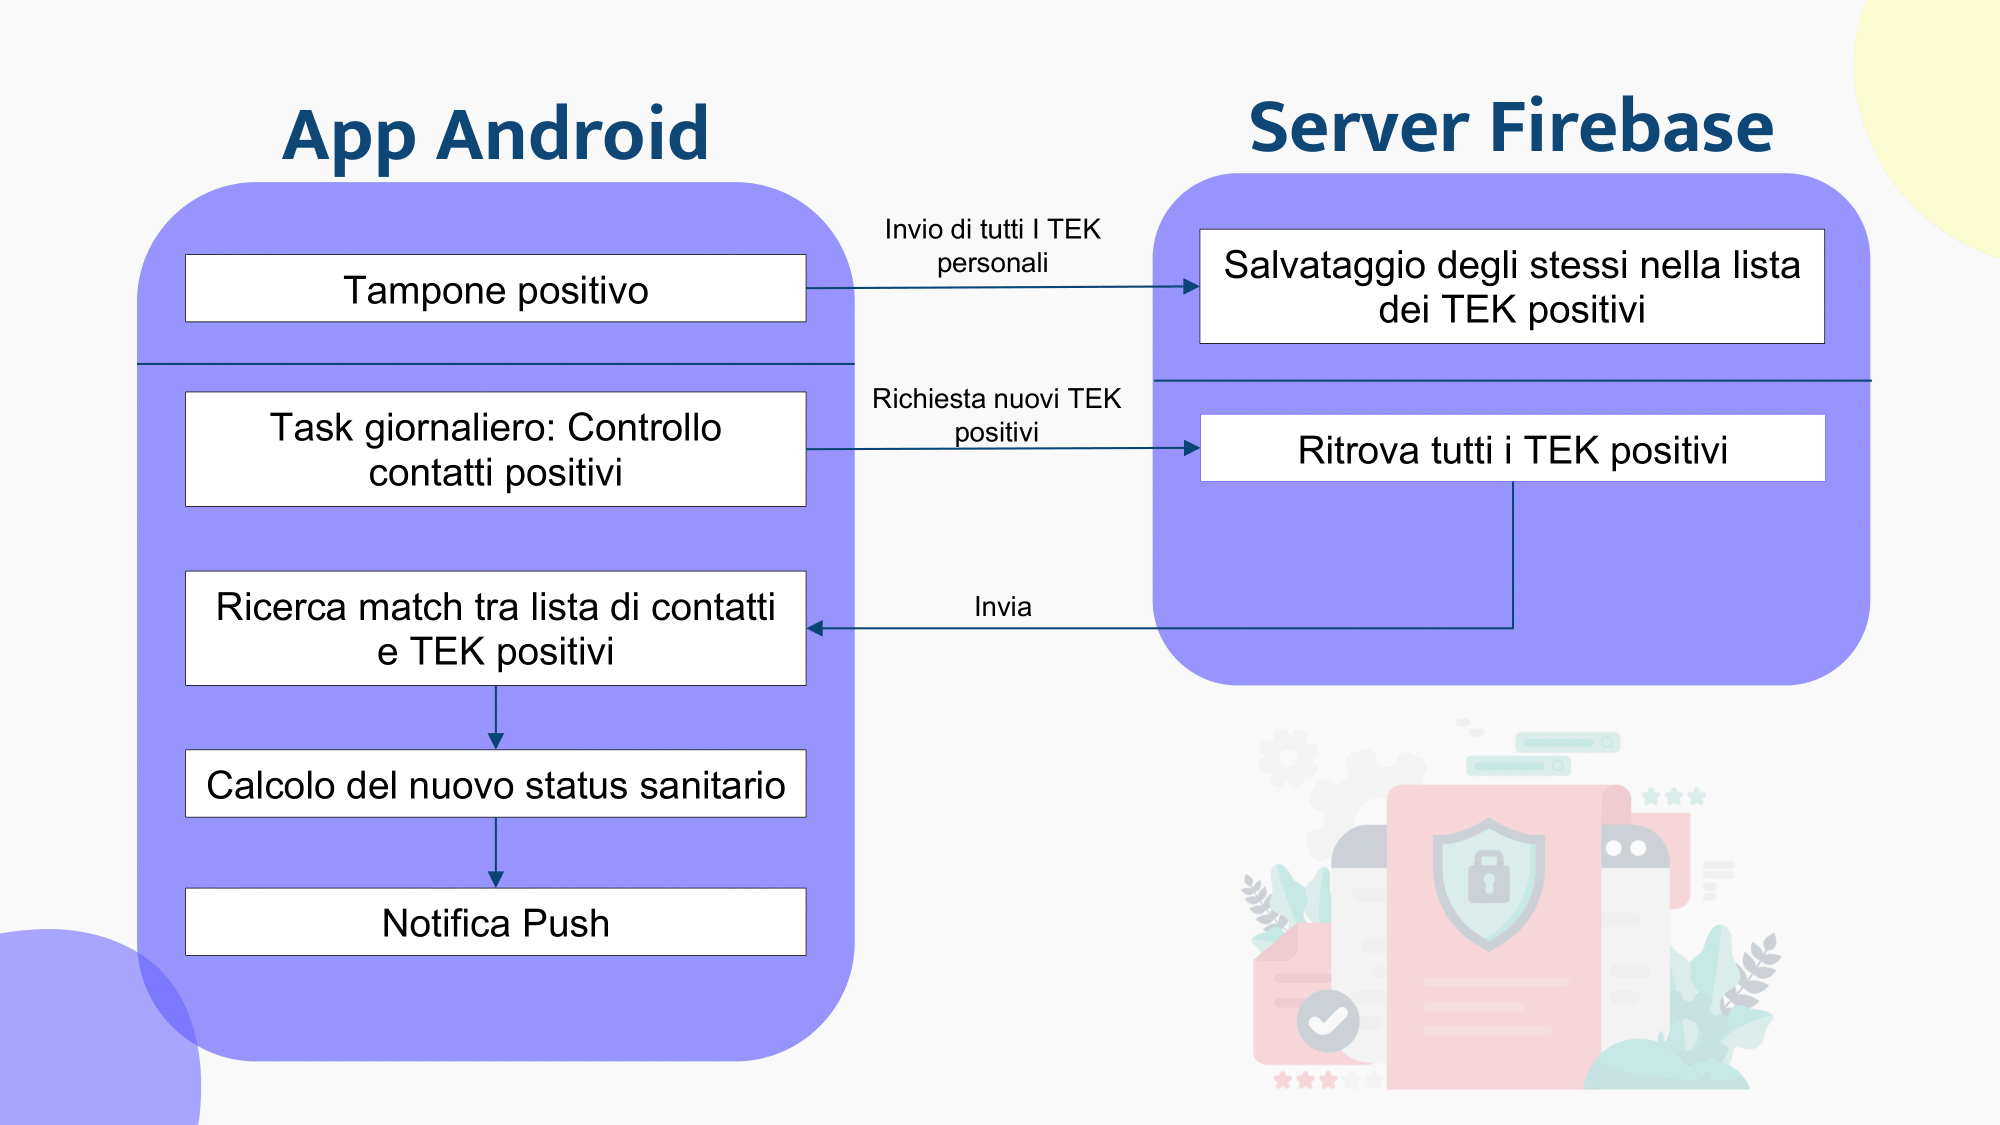 App Android
Server Firebase
Tampone positivo
Invio di tutti I TEK
personali
Salvataggio degli stessi nella lista
dei TEK positivi
Task giornaliero: Controllo
contatti positivi
Richiesta nuovi TEK
positivi
Ritrova tutti i TEK positivi
Ricerca match tra lista di contatti
e TEK positivi
Invia
Calcolo del nuovo status sanitario
Notifica Push